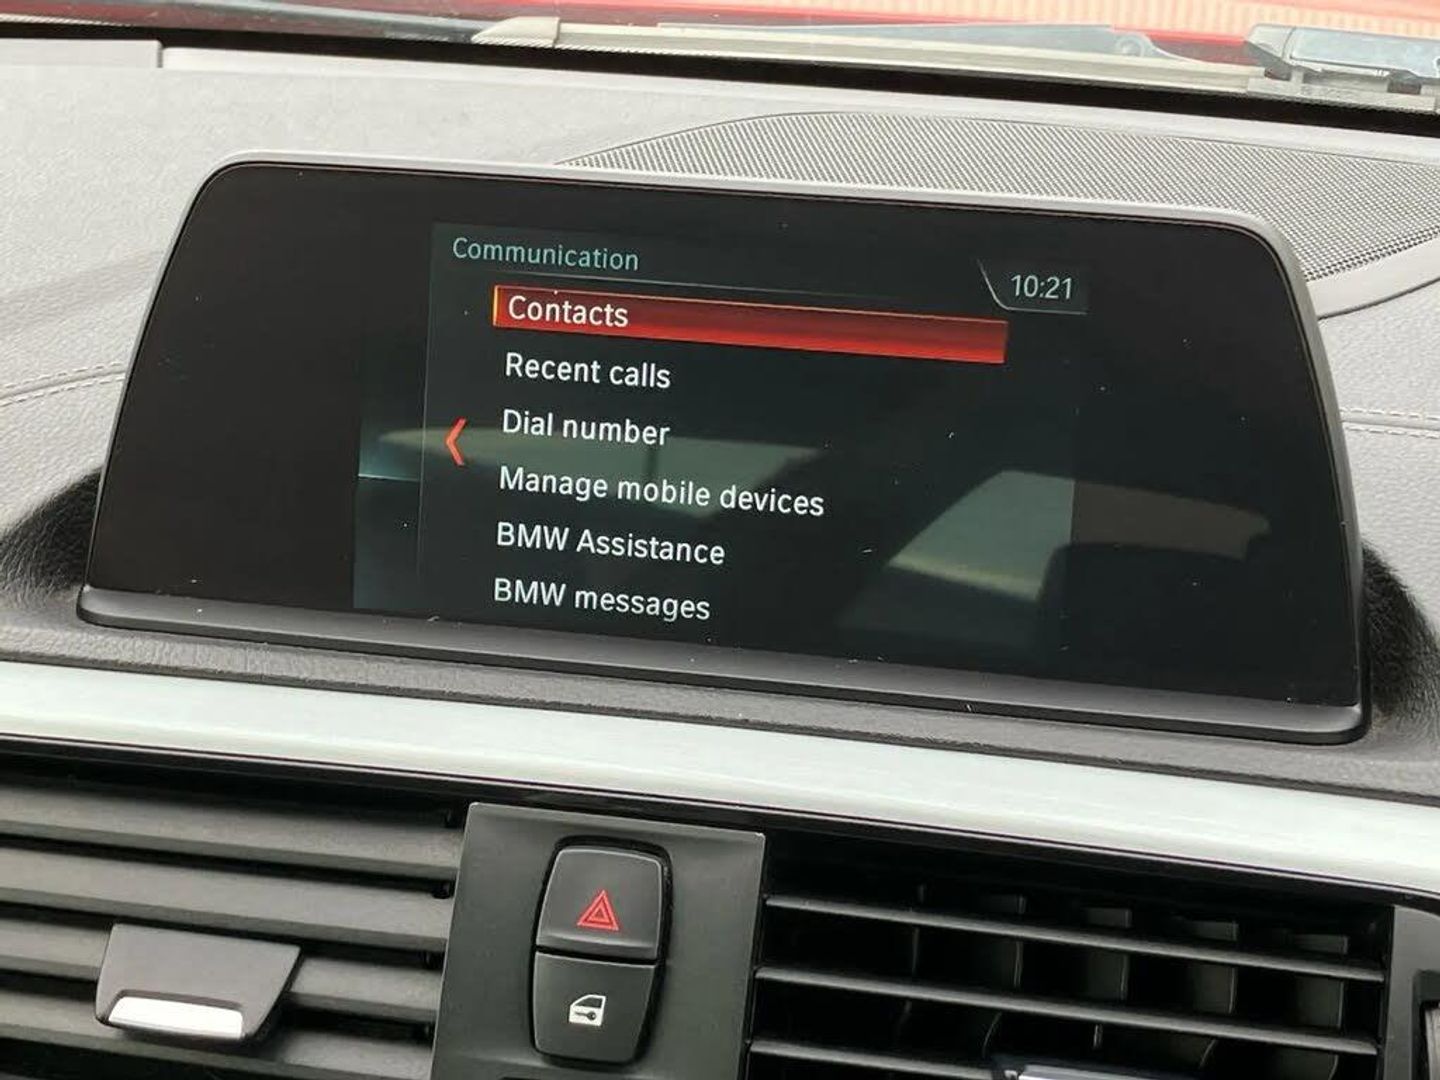 Communication
10:21
Contacts
Recent calls
Dial number
Manage mobile devices
BMW Assistance
BMW messages